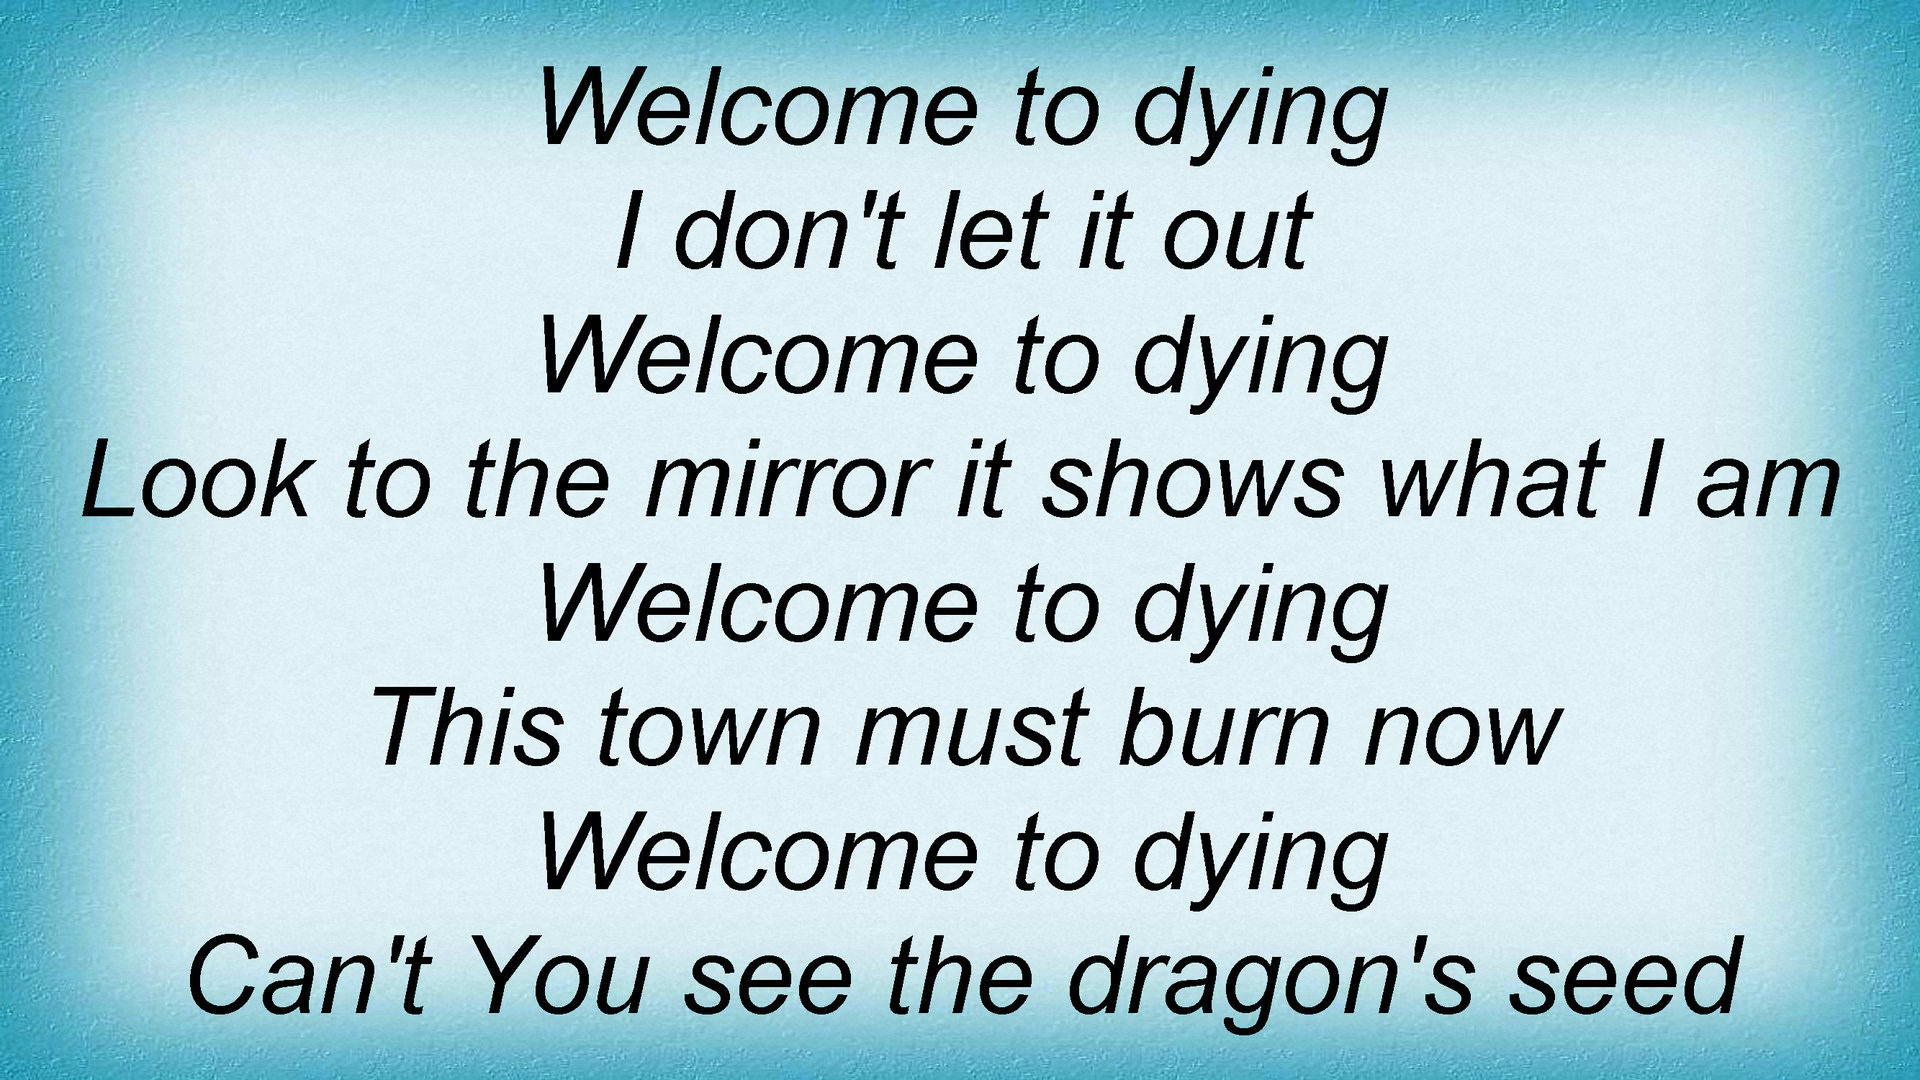 Welcome to dying
I don't let it out
Welcome to dying
Look to the mirror it shows what I am
Welcome to dying
This town must burn now
Welcome to dying
Can't You see the dragon's seed